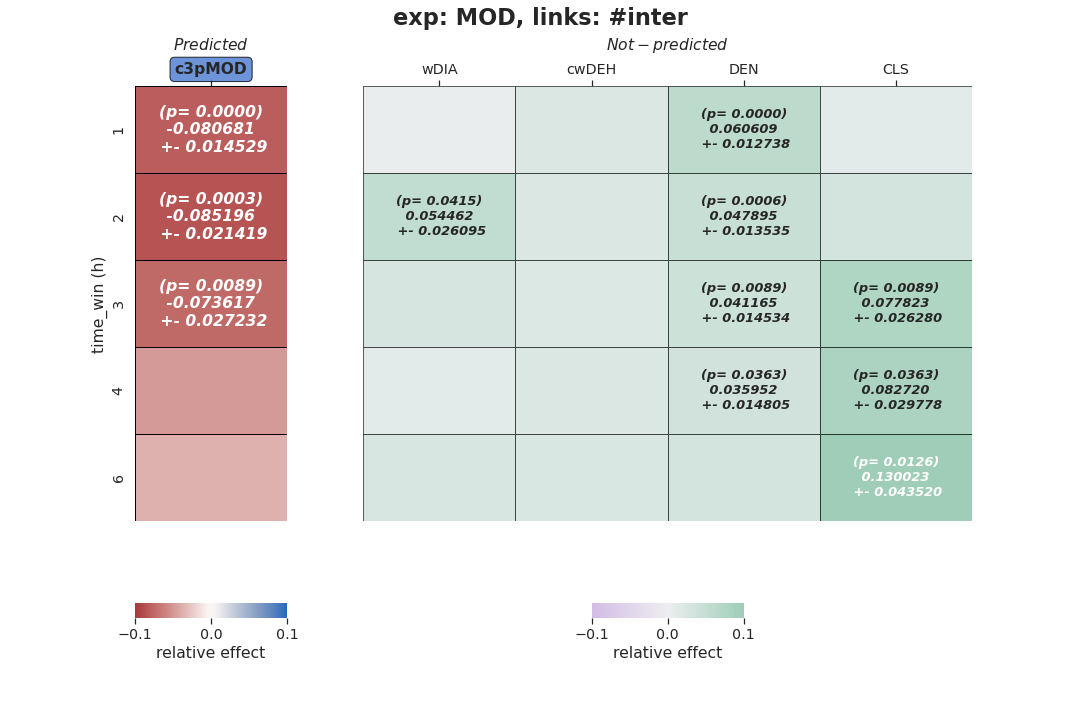 exp: MOD, links: #inter
Predicted
Not − predicted
c3pMOD
wDIA
cwDEH
DEN
CLS
time_win (h)
1
(p= 0.0000)
-0.080681
+- 0.014529
(p= 0.0000)
0.060609
+- 0.012738
2
(p= 0.0003)
-0.085196
+- 0.021419
(p= 0.0415)
0.054462
+- 0.026095
(p= 0.0006)
0.047895
+- 0.013535
3
(p= 0.0089)
-0.073617
+- 0.027232
(p= 0.0089)
0.041165
+- 0.014534
(p= 0.0089)
0.077823
+- 0.026280
4
(p= 0.0363)
0.035952
+- 0.014805
(p= 0.0363)
0.082720
+- 0.029778
6
(p= 0.0126)
0.130023
+- 0.043520
−0.1
0.0
0.1
relative effect
−0.1
0.0
0.1
relative effect